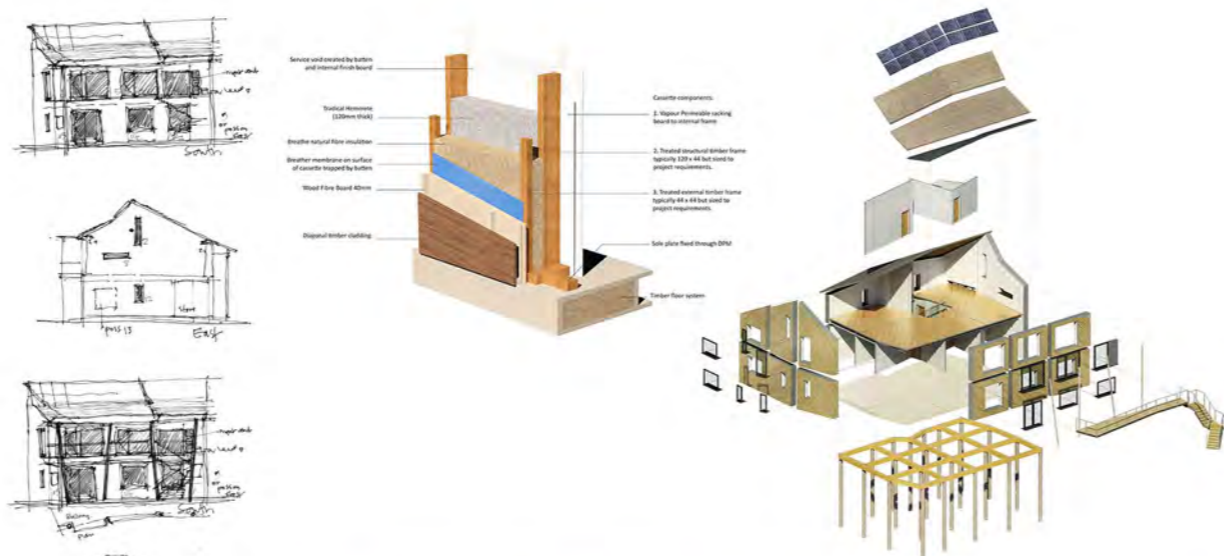 South
East
Store
South
Plan
Service void created by batten
and internal finish board
Tradical Hemcrete
(120mm thick)
Breathe natural fibre insulation
Breather membrane on surface
of cassette trapped by batten
Wood Fibre Board 40mm
Diagonal timber cladding
Cassette components.
2. Vapour Permeable racking
board to internal frame
3. Treated structural timber frame
typically 120 x 44 but sized to
project requirements.
3. Treated external timber frame
typically 44 x 44 but sized to
project requirements.
Sole plate fixed through DPM
Timber floor system